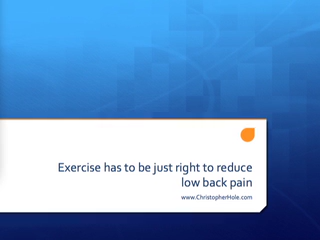 Exercise has to be just right to reduce
low back pain
www.ChristopherHole.com